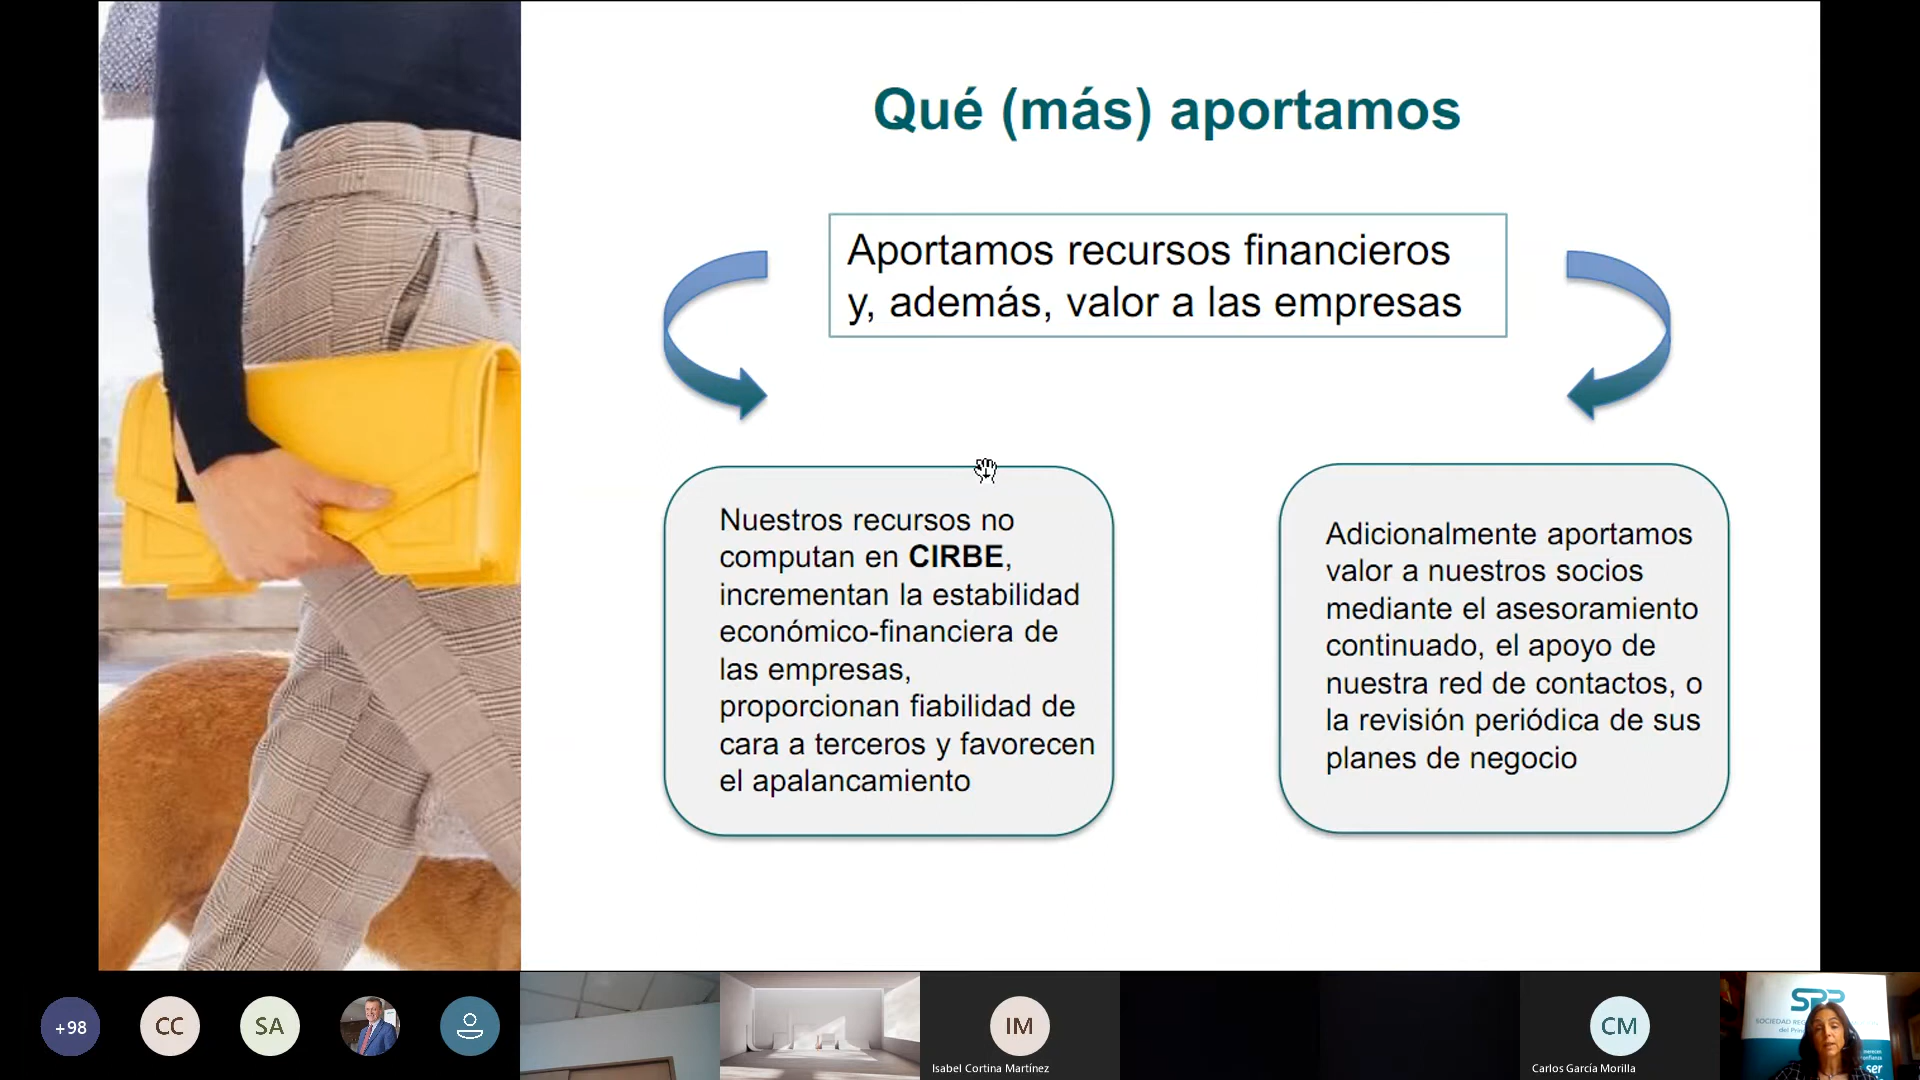 Qué (más) aportamos
Aportamos recursos financieros
y, además, valor a las empresas
Nuestros recursos no
computan en CIRBE,
incrementan la estabilidad
económico-financiera de
las empresas,
proporcionan fiabilidad de
cara a terceros y favorecen
el apalancamiento
Adicionalmente aportamos
valor a nuestros socios
mediante el asesoramiento
continuado, el apoyo de
nuestra red de contactos, o
la revisión periódica de sus
planes de negocio
+98
CC
SA
IM
Isabel Cortina Martínez
CM
Carlos García Morilla
SRP
SOCIEDAD
ser